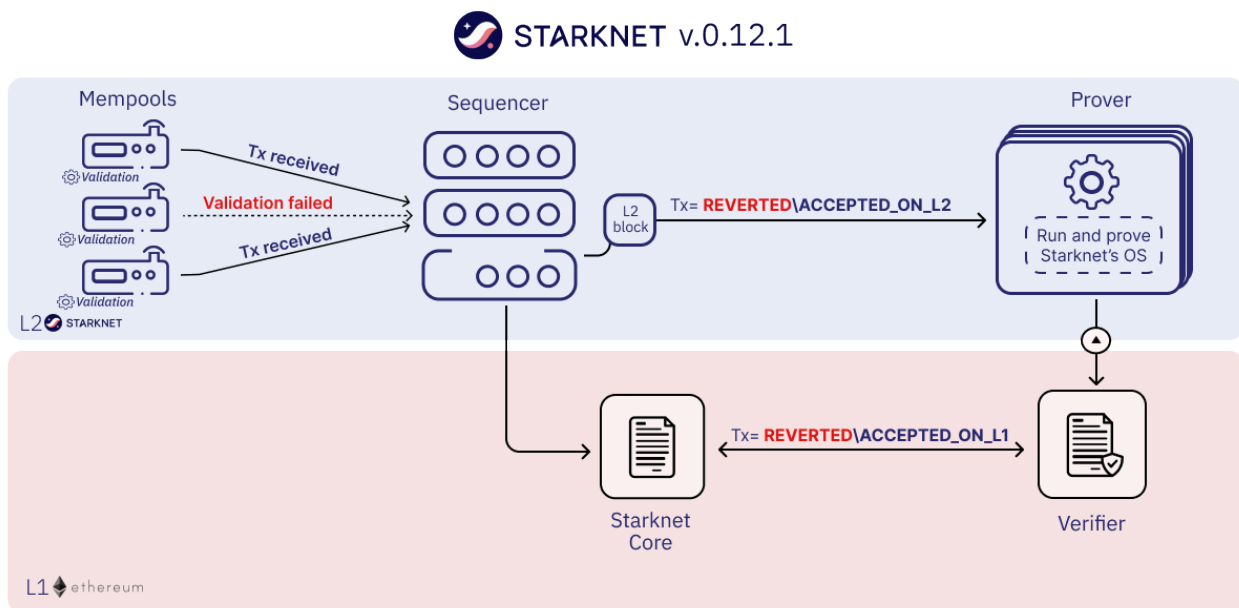 STARKNET v.0.12.1
Mempools
Sequencer
Prover
Tx received
Validation
Validation failed
Validation
Tx received
Validation
L2
block
Tx= REVERTED\ACCEPTED_ON_L2
Run and prove
Starknet's OS
L2 STARKNET
Tx= REVERTED\ACCEPTED_ON_L1
Starknet
Core
Verifier
L1 ethereum